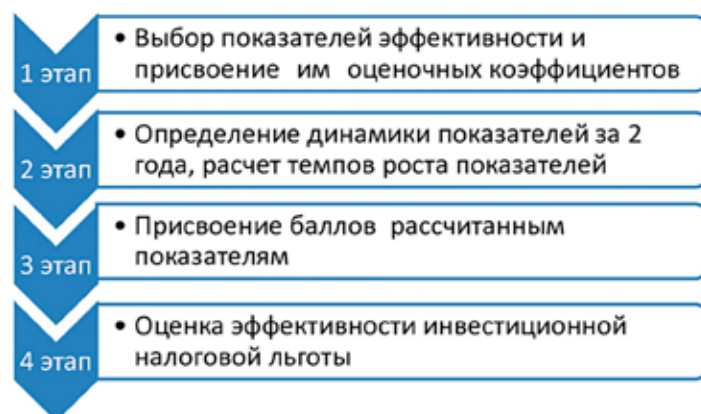 1 этап
• Выбор показателей эффективности и
присвоение им оценочных коэффициентов
2 этап
• Определение динамики показателей за 2
года, расчет темпов роста показателей
3 этап
• Присвоение баллов рассчитанным
показателям
4 этап
• Оценка эффективности инвестиционной
налоговой льготы